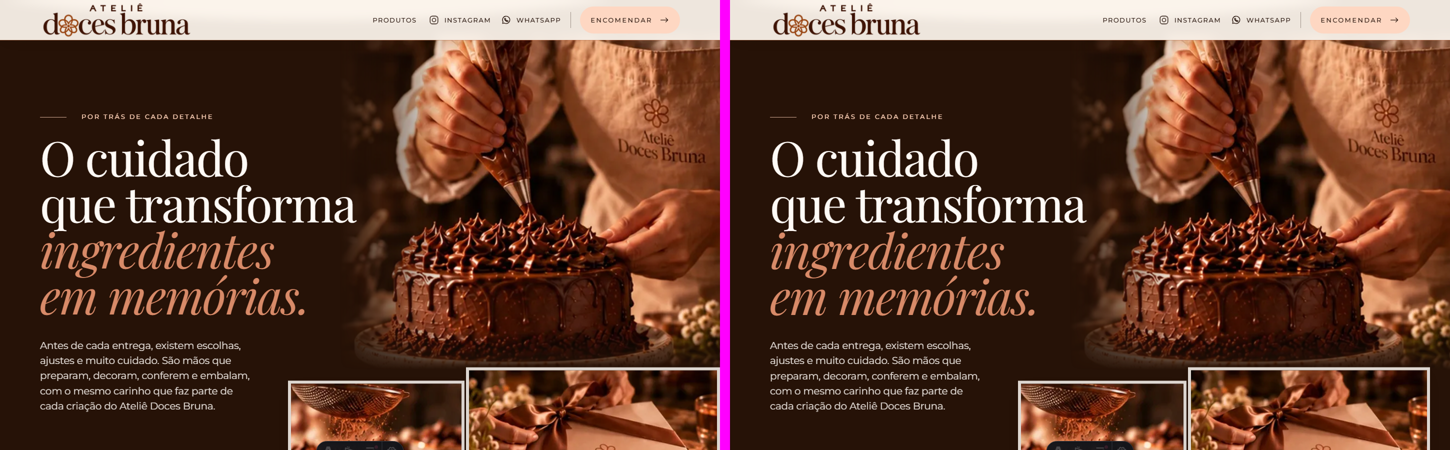 ATELIÊ
doces bruna
PRODUTOS INSTAGRAM WHATSAPP ENCOMENDAR →
POR TRÁS DE CADA DETALHE
O cuidado
que transforma
ingredientes
em memórias.
Antes de cada entrega, existem escolhas,
ajustes e muito cuidado. São mãos que
preparam, decoram, conferem e embalam,
com o mesmo carinho que faz parte de
cada criação do Ateliê Doces Bruna.
Ateliê
Doces Bruna
ATELIÊ
doces bruna
PRODUTOS INSTAGRAM WHATSAPP ENCOMENDAR →
POR TRÁS DE CADA DETALHE
O cuidado
que transforma
ingredientes
em memórias.
Antes de cada entrega, existem escolhas,
ajustes e muito cuidado. São mãos que
preparam, decoram, conferem e embalam,
com o mesmo carinho que faz parte de
cada criação do Ateliê Doces Bruna.
Ateliê
Doces Bruna